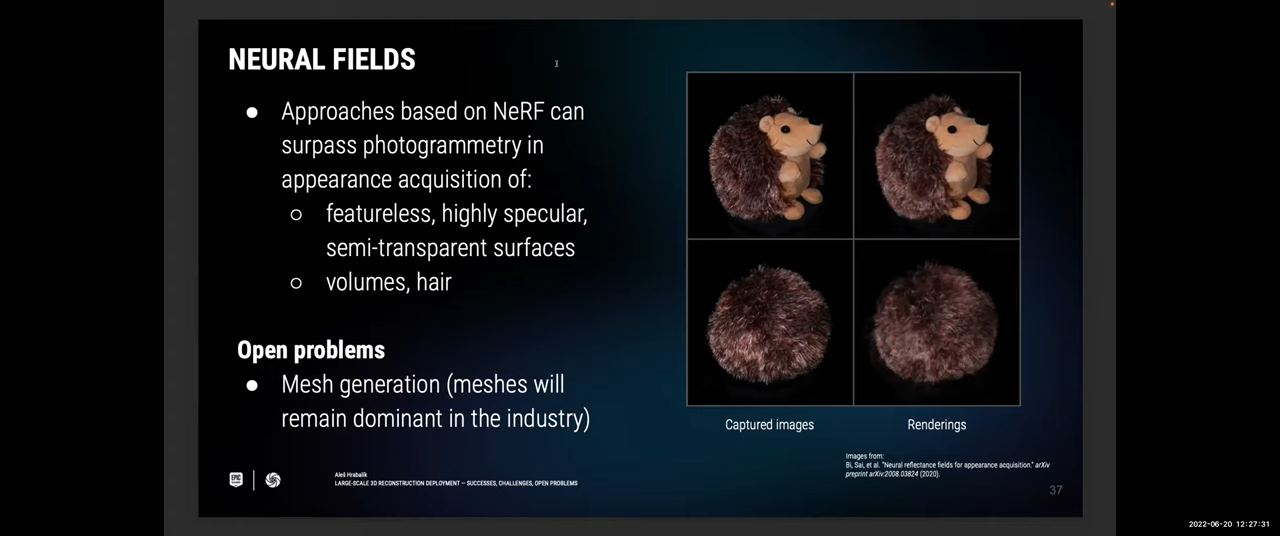 NEURAL FIELDS
● Approaches based on NeRF can
surpass photogrammetry in
appearance acquisition of:
○ featureless, highly specular,
semi-transparent surfaces
○ volumes, hair
Open problems
● Mesh generation (meshes will
remain dominant in the industry)
Captured images
Renderings
Images from:
Bi, Sai, et al. "Neural reflectance fields for appearance acquisition." arXiv
preprint arXiv:2008.03824 (2020).
EPIC
Aleš Hrabalík
LARGE-SCALE 3D RECONSTRUCTION DEPLOYMENT — SUCCESSES, CHALLENGES, OPEN PROBLEMS
37
2022-06-20 12:27:31